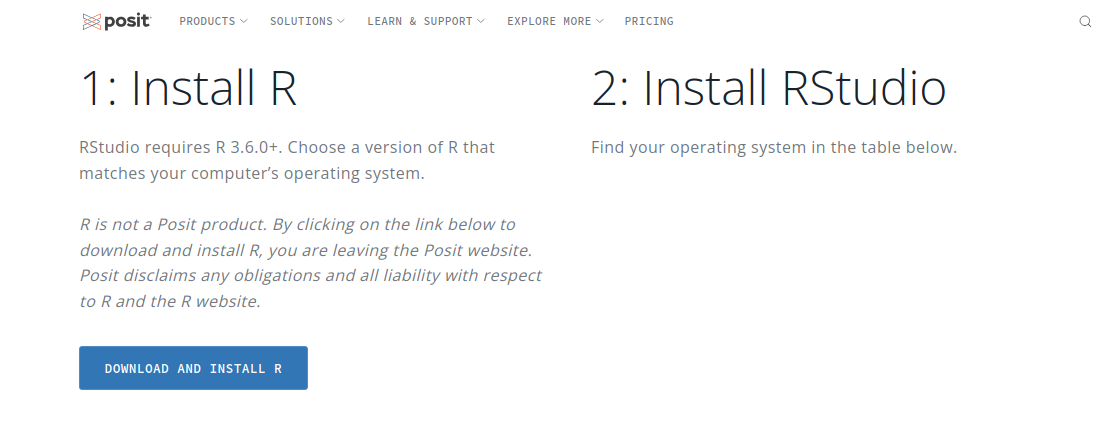 posit
PRODUCTS
SOLUTIONS
LEARN & SUPPORT
EXPLORE MORE
PRICING
1: Install R
RStudio requires R 3.6.0+. Choose a version of R that
matches your computer’s operating system.
R is not a Posit product. By clicking on the link below to
download and install R, you are leaving the Posit website.
Posit disclaims any obligations and all liability with respect
to R and the R website.
DOWNLOAD AND INSTALL R
2: Install RStudio
Find your operating system in the table below.